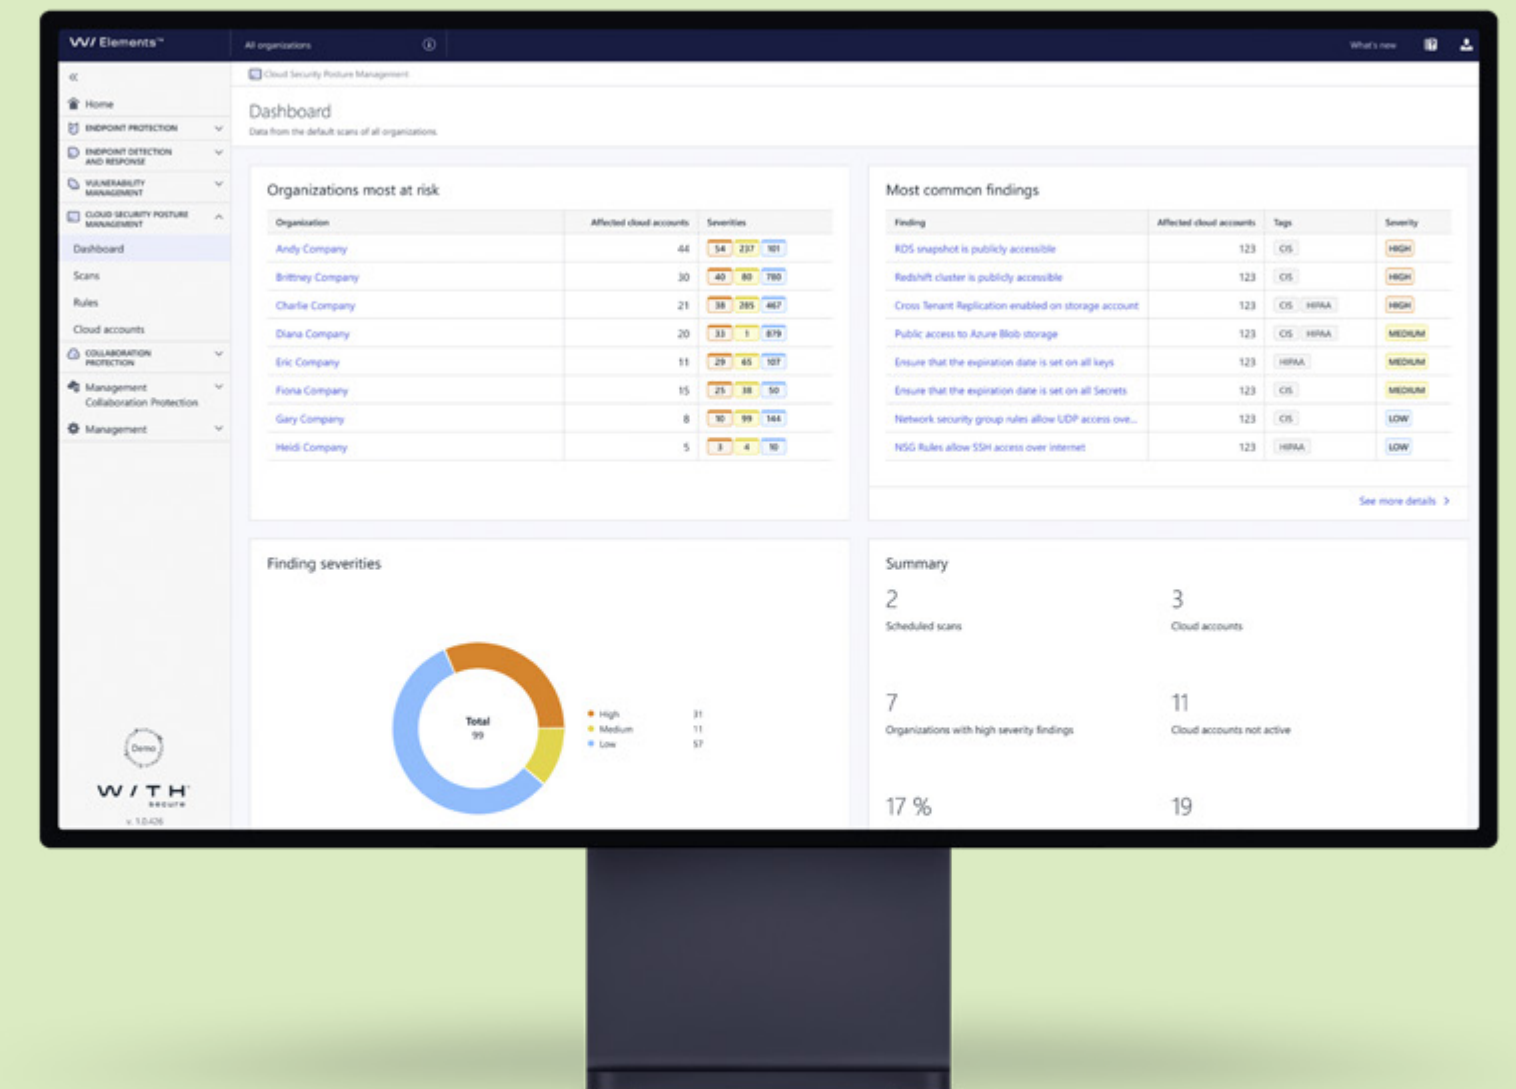 W/ Elements™
All organizations
What's new
Home
ENDPOINT PROTECTION
ENDPOINT DETECTION
AND RESPONSE
VULNERABILITY
MANAGEMENT
CLOUD SECURITY POSTURE
MANAGEMENT
Dashboard
Scans
Rules
Cloud accounts
COLLABORATION
PROTECTION
Management
Collaboration Protection
Management
Demo
W / T H
secure
v. 1.0.426
Cloud Security Posture Management
Dashboard
Data from the default scans of all organizations.
Organizations most at risk
Organization Affected cloud accounts Severities
Andy Company 44 54 237 101
Brittney Company 30 40 80 780
Charlie Company 21 38 285 467
Diana Company 20 33 1 879
Eric Company 11 29 65 107
Fiona Company 15 25 38 50
Gary Company 8 10 99 144
Heidi Company 5 3 4 10
Most common findings
Finding Affected cloud accounts Tags Severity
RDS snapshot is publicly accessible 123 CIS HIGH
Redshift cluster is publicly accessible 123 CIS HIGH
Cross Tenant Replication enabled on storage account 123 CIS HIPAA HIGH
Public access to Azure Blob storage 123 CIS HIPAA MEDIUM
Ensure that the expiration date is set on all keys 123 HIPAA MEDIUM
Ensure that the expiration date is set on all Secrets 123 CIS MEDIUM
Network security group rules allow UDP access ove... 123 CIS LOW
NSG Rules allow SSH access over internet 123 HIPAA LOW
See more details
Finding severities
Total
99
High 31
Medium 11
Low 57
Summary
2 3
Scheduled scans Cloud accounts
7 11
Organizations with high severity findings Cloud accounts not active
17 % 19